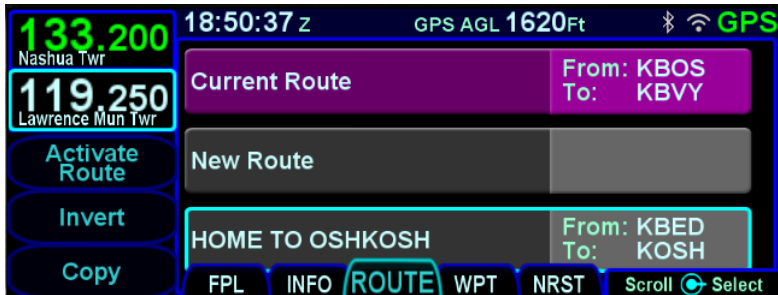 133.200
Nashua Twr
119.250
Lawrence Mun Twr
Activate
Route
Invert
Copy
18:50:37 Z GPS AGL 1620Ft GPS
Current Route
From: KBOS
To: KBVY
New Route
HOME TO OSHKOSH
From: KBED
To: KOSH
FPL INFO ROUTE WPT NRST Scroll Select